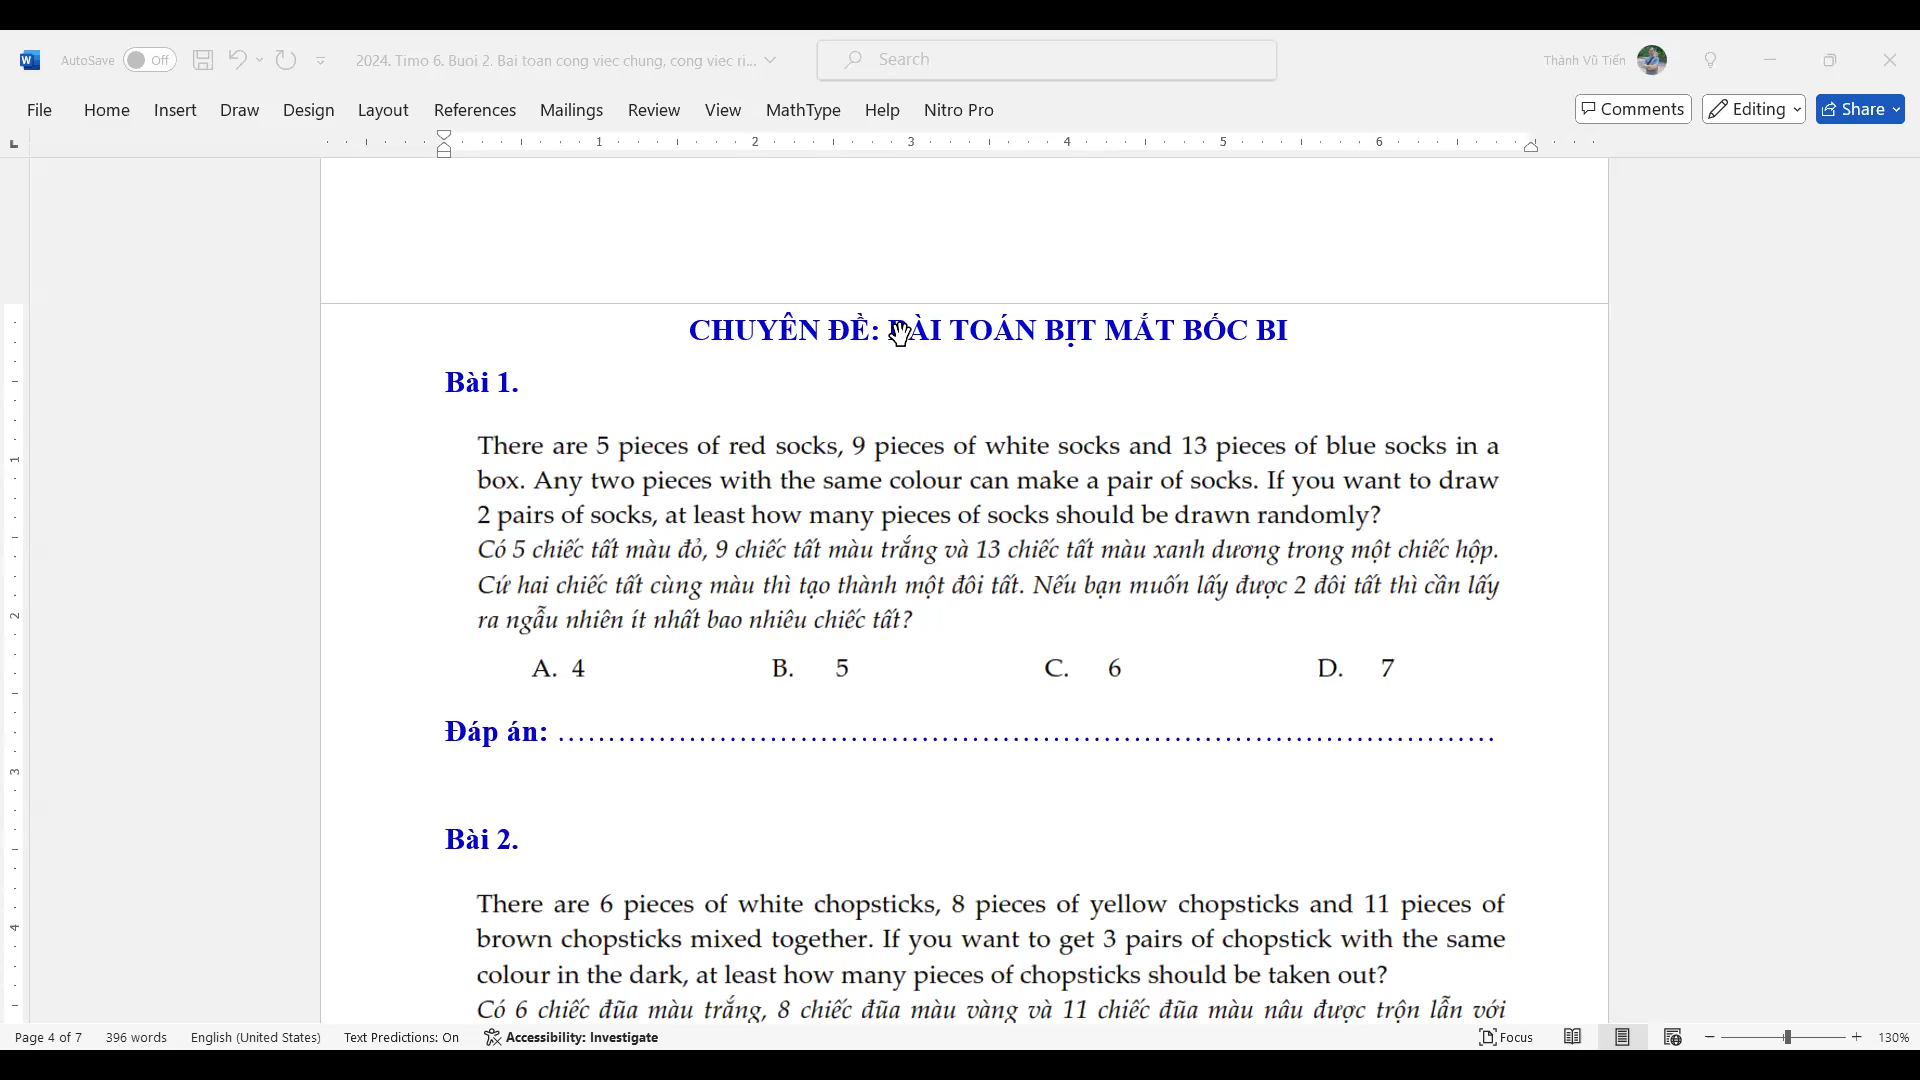 AutoSave Off 2024. Timo 6. Buoi 2. Bai toan cong viec chung, cong viec ri... Search Thành Vũ Tiến
File Home Insert Draw Design Layout References Mailings Review View MathType Help Nitro Pro Comments Editing Share
1 2 3 4 5 6
CHUYÊN ĐỀ: BÀI TOÁN BỊT MẮT BỐC BI
Bài 1.
There are 5 pieces of red socks, 9 pieces of white socks and 13 pieces of blue socks in a
box. Any two pieces with the same colour can make a pair of socks. If you want to draw
2 pairs of socks, at least how many pieces of socks should be drawn randomly?
Có 5 chiếc tất màu đỏ, 9 chiếc tất màu trắng và 13 chiếc tất màu xanh dương trong một chiếc hộp.
Cứ hai chiếc tất cùng màu thì tạo thành một đôi tất. Nếu bạn muốn lấy được 2 đôi tất thì cần lấy
ra ngẫu nhiên ít nhất bao nhiêu chiếc tất?
A. 4 B. 5 C. 6 D. 7
Đáp án: ……………………………………………………………………………
Bài 2.
There are 6 pieces of white chopsticks, 8 pieces of yellow chopsticks and 11 pieces of
brown chopsticks mixed together. If you want to get 3 pairs of chopstick with the same
colour in the dark, at least how many pieces of chopsticks should be taken out?
Có 6 chiếc đũa màu trắng, 8 chiếc đũa màu vàng và 11 chiếc đũa màu nâu được trộn lẫn với
1
2
3
4
Page 4 of 7 396 words English (United States) Text Predictions: On Accessibility: Investigate Focus 130%